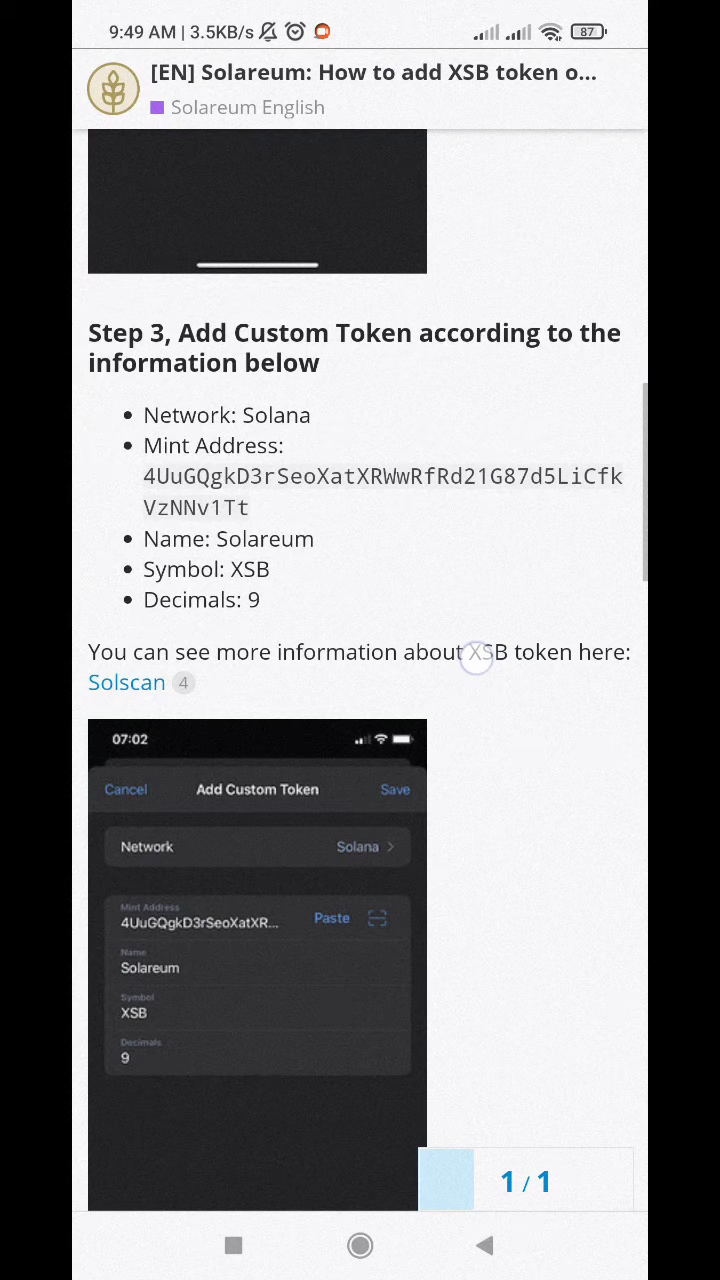 9:49 AM | 3.5KB/s
87
[EN] Solareum: How to add XSB token o...
Solareum English
Step 3, Add Custom Token according to the
information below
Network: Solana
Mint Address:
4UuGQgkD3rSeoXatXRWwRfRd21G87d5LiCfk
VzNNv1Tt
Name: Solareum
Symbol: XSB
Decimals: 9
You can see more information about XSB token here:
Solscan 4
07:02
Cancel Add Custom Token Save
Network Solana
Mint Address
4UuGQgkD3rSeoXatXR... Paste
Name
Solareum
Symbol
XSB
Decimals
9
1 / 1